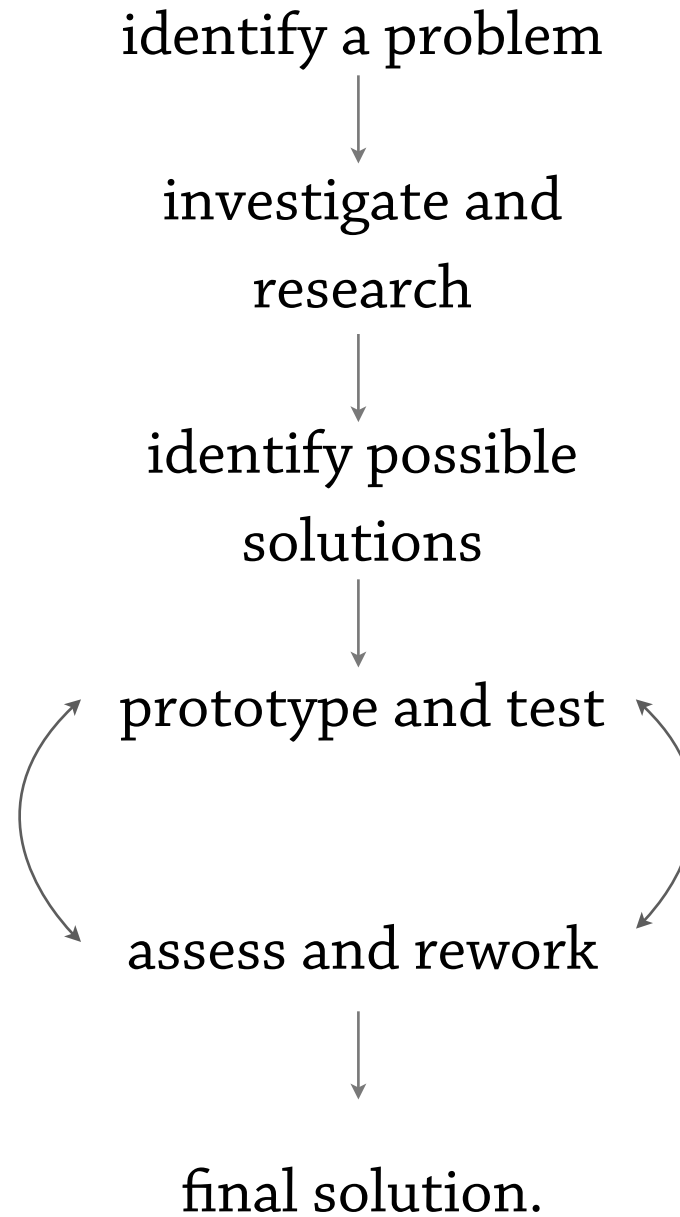 identify a problem
investigate and
research
identify possible
solutions
prototype and test
assess and rework
final solution.